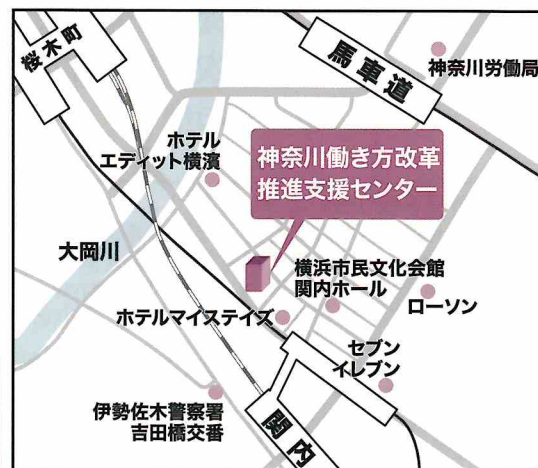 桜木町
馬車道
神奈川労働局
ホテル
エディット横濱
神奈川働き方改革
推進支援センター
大岡川
横浜市民文化会館
関内ホール
ローソン
ホテルマイステイズ
セブン
イレブン
伊勢佐木警察署
吉田橋交番
関内